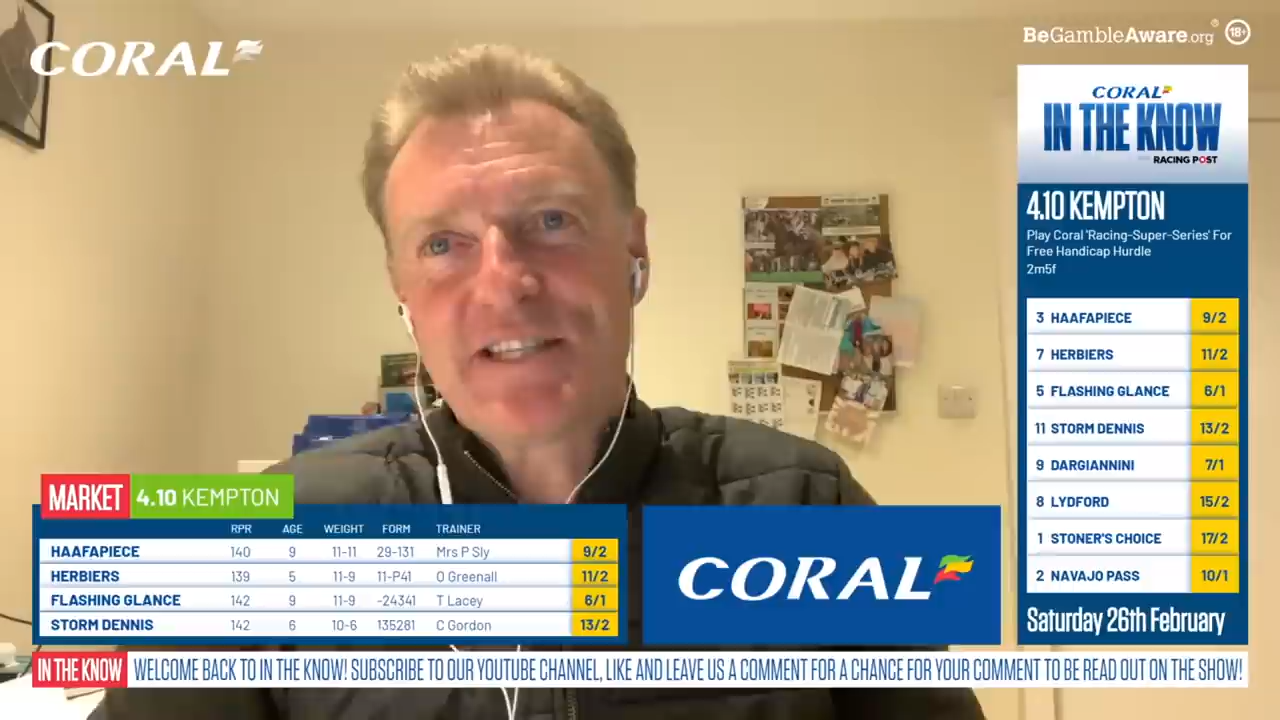 CORAL
BeGambleAware.org® 18+
CORAL
IN THE KNOW
RACING POST
4.10 KEMPTON
Play Coral 'Racing-Super-Series' For
Free Handicap Hurdle
2m5f
3 HAAFAPIECE 9/2
7 HERBIERS 11/2
5 FLASHING GLANCE 6/1
11 STORM DENNIS 13/2
9 DARGIANNINI 7/1
8 LYDFORD 15/2
1 STONER'S CHOICE 17/2
2 NAVAJO PASS 10/1
Saturday 26th February
MARKET 4.10 KEMPTON
RPR AGE WEIGHT FORM TRAINER
HAAFAPIECE 140 9 11-11 29-131 Mrs P Sly 9/2
HERBIERS 139 5 11-9 11-P41 O Greenall 11/2
FLASHING GLANCE 142 9 11-9 -24341 T Lacey 6/1
STORM DENNIS 142 6 10-6 135281 C Gordon 13/2
CORAL
IN THE KNOW WELCOME BACK TO IN THE KNOW! SUBSCRIBE TO OUR YOUTUBE CHANNEL, LIKE AND LEAVE US A COMMENT FOR A CHANCE FOR YOUR COMMENT TO BE READ OUT ON THE SHOW!